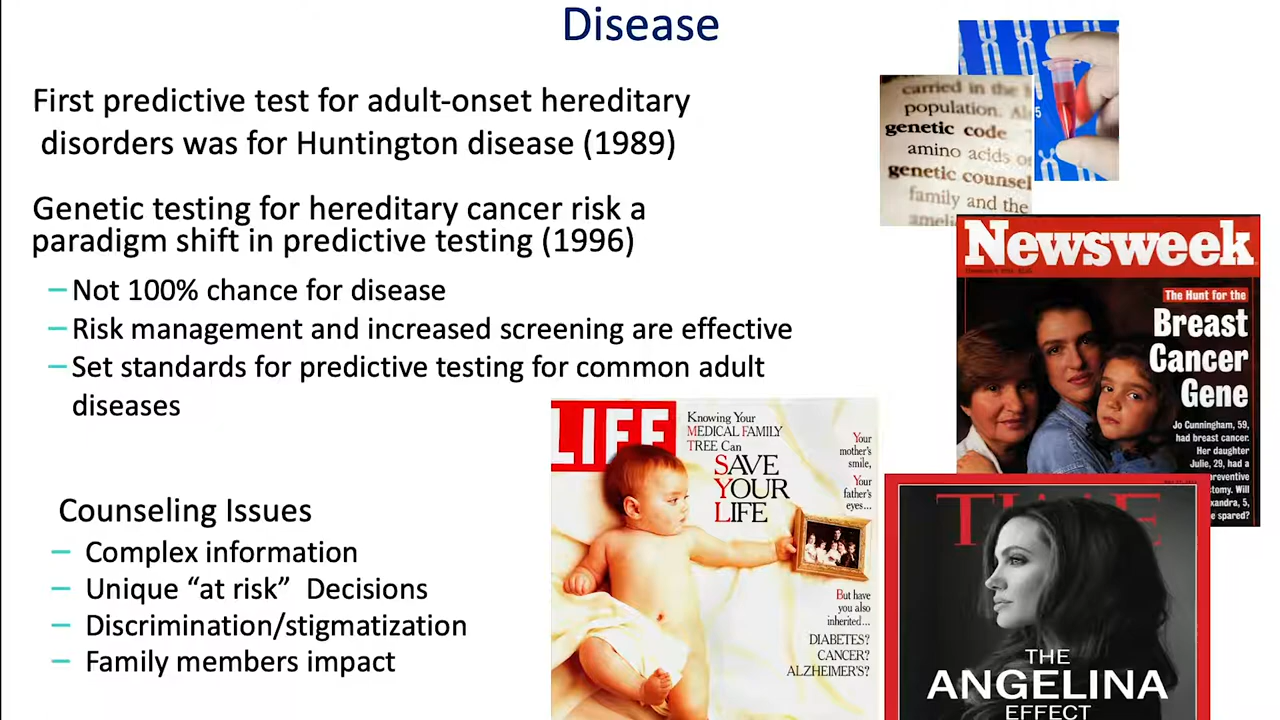 Disease
First predictive test for adult-onset hereditary
disorders was for Huntington disease (1989)
Genetic testing for hereditary cancer risk a
paradigm shift in predictive testing (1996)
– Not 100% chance for disease
– Risk management and increased screening are effective
– Set standards for predictive testing for common adult
diseases
Counseling Issues
– Complex information
– Unique “at risk” Decisions
– Discrimination/stigmatization
– Family members impact
carried in the
population.
genetic code
amino acids
genetic counsel
family and the
5
Newsweek
The Hunt for the
Breast
Cancer
Gene
Jo Cunningham, 59,
had breast cancer.
Her daughter
Julie, 29, had a
preventive
tomy. Will
xandra, 5,
e spared?
LIFE
Knowing Your
MEDICAL FAMILY
TREE Can
SAVE
YOUR
LIFE
Your
mother's
smile,
Your
father's
eyes...
But have
you also
inherited...
DIABETES?
CANCER?
ALZHEIMER'S?
TIME
THE
ANGELINA
EFFECT